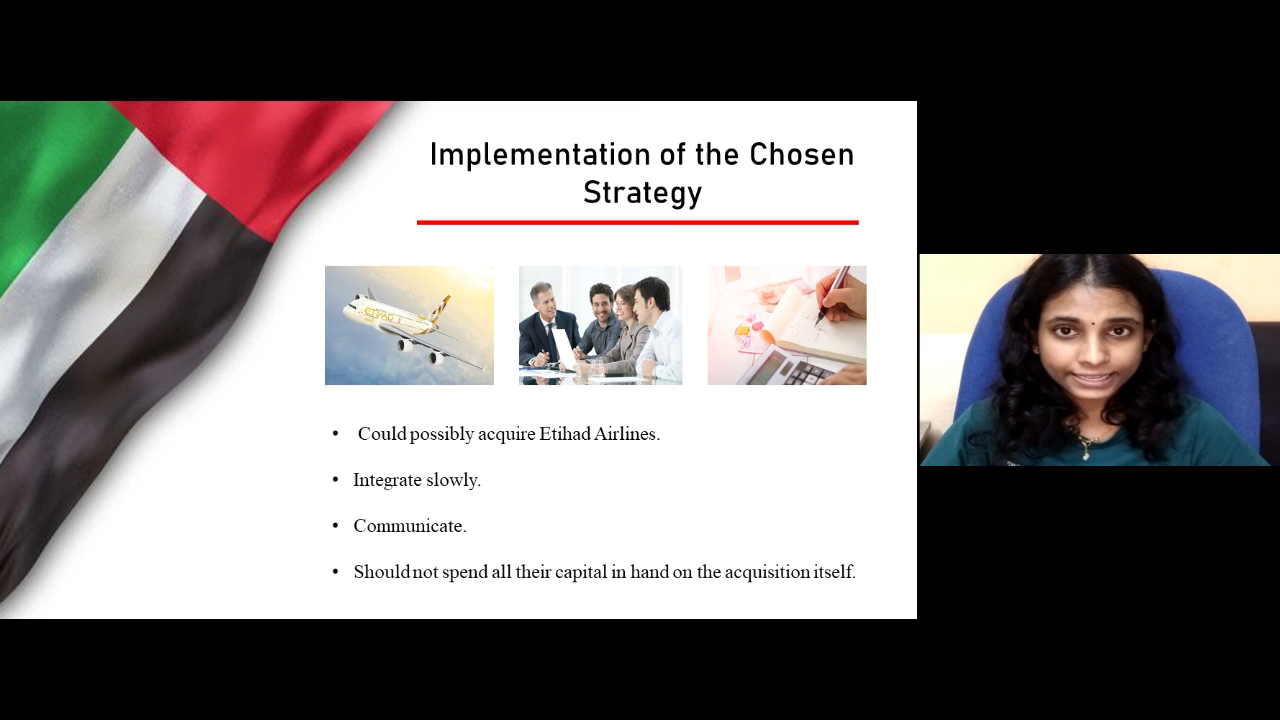 Implementation of the Chosen
Strategy
ETIHAD
• Could possibly acquire Etihad Airlines.
• Integrate slowly.
• Communicate.
• Should not spend all their capital in hand on the acquisition itself.